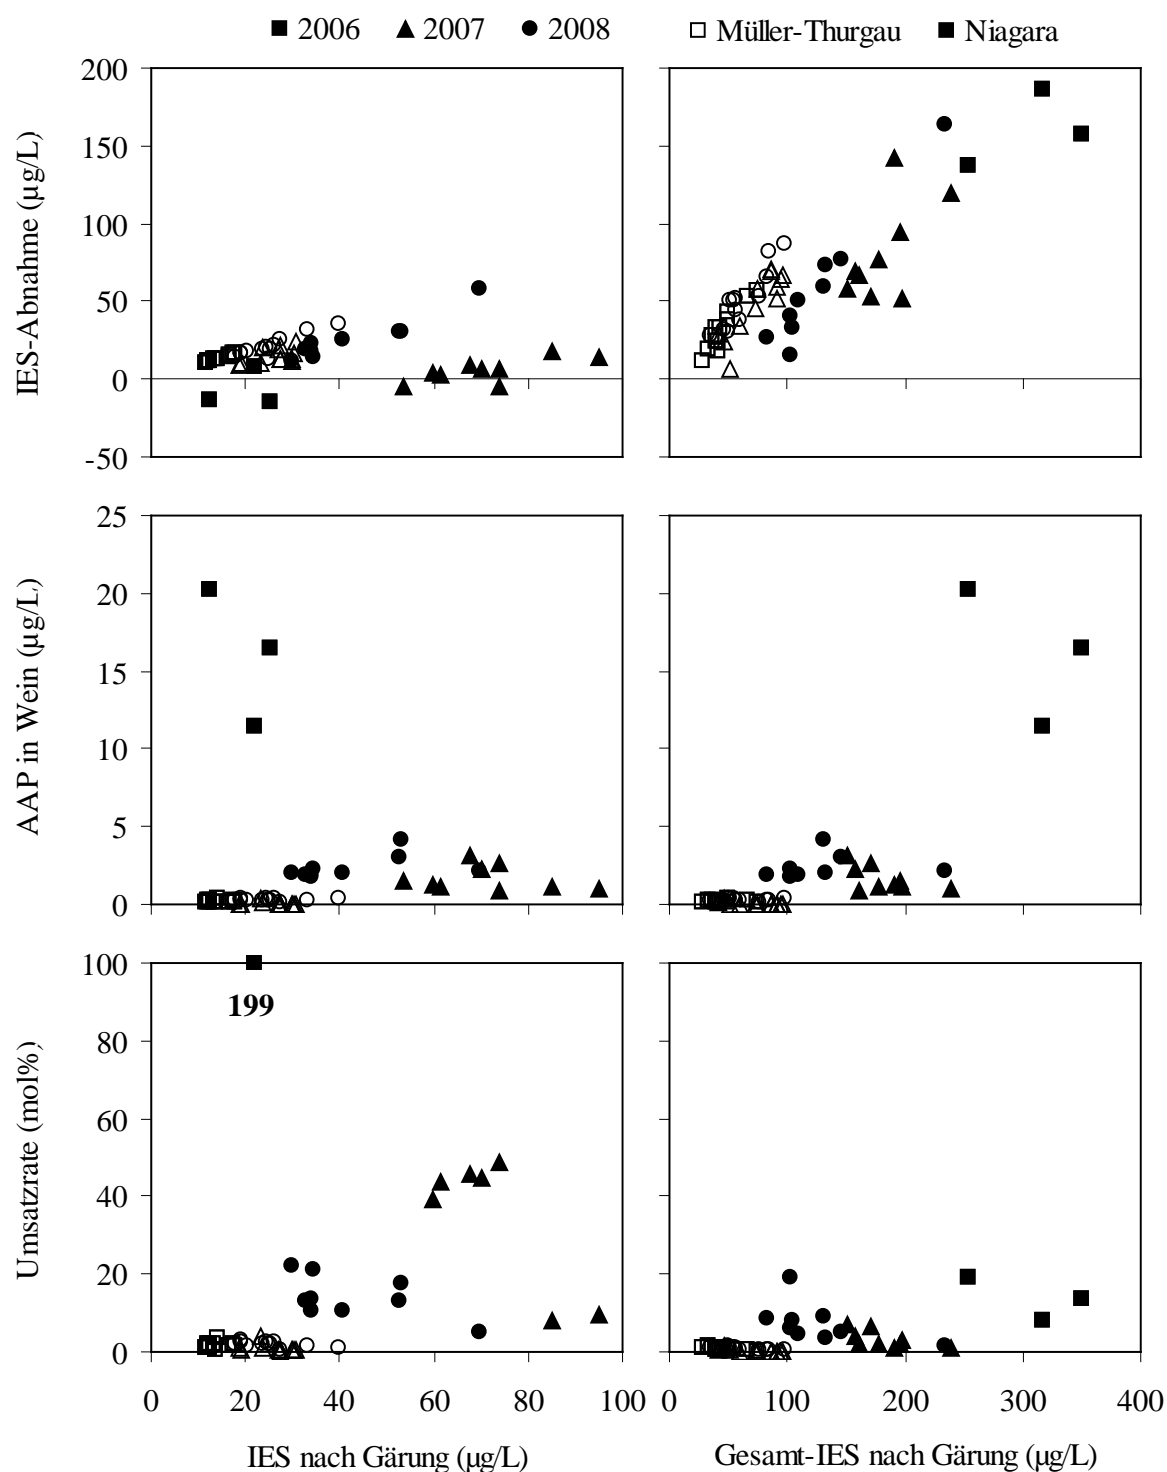 2006 2007 2008 Müller-Thurgau Niagara
IES-Abnahme (µg/L)
200
150
100
50
0
-50
AAP in Wein (µg/L)
25
20
15
10
5
0
Umsatzrate (mol%)
100
80
60
40
20
0
199
0 20 40 60 80 100
0 100 200 300 400
IES nach Gärung (µg/L)
Gesamt-IES nach Gärung (µg/L)